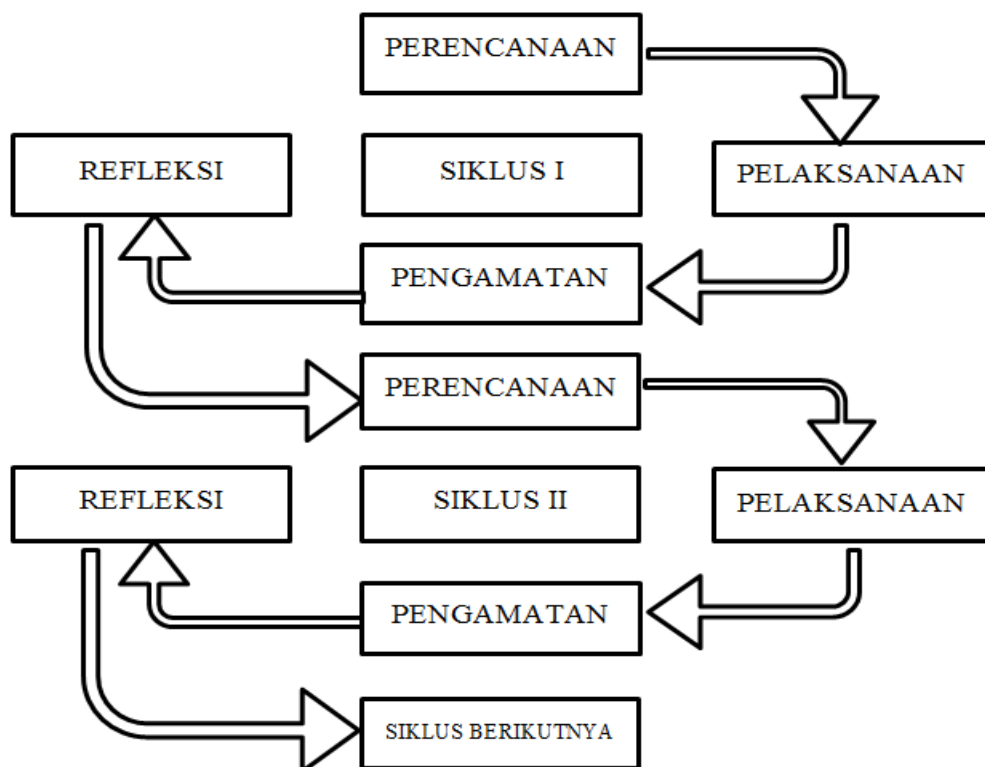 PERENCANAAN
REFLEKSI
SIKLUS I
PELAKSANAAN
PENGAMATAN
PERENCANAAN
REFLEKSI
SIKLUS II
PELAKSANAAN
PENGAMATAN
SIKLUS BERIKUTNYA